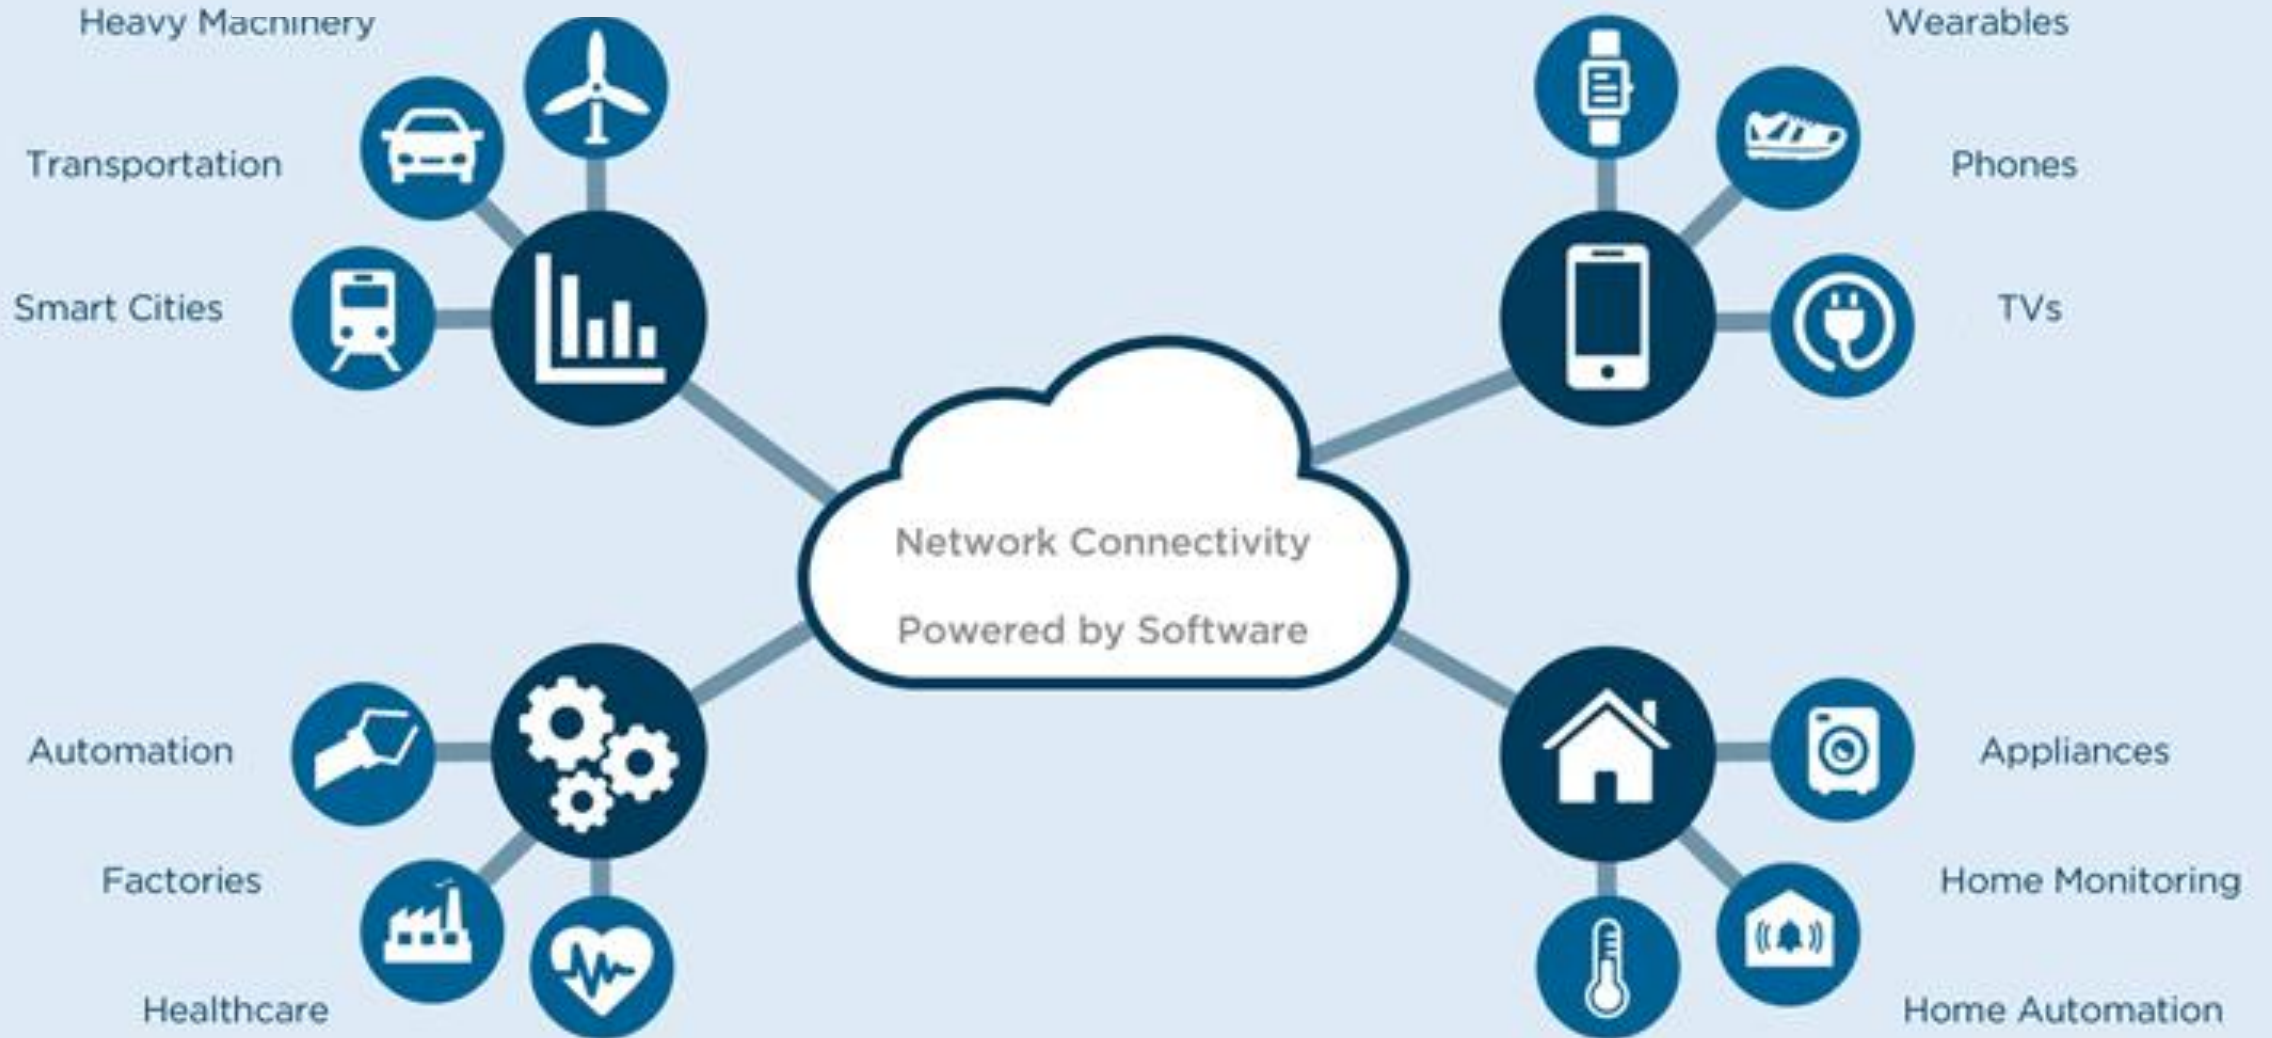 Heavy Machinery
Wearables
Transportation
Phones
Smart Cities
TVs
Network Connectivity
Powered by Software
Automation
Appliances
Factories
Home Monitoring
Healthcare
Home Automation